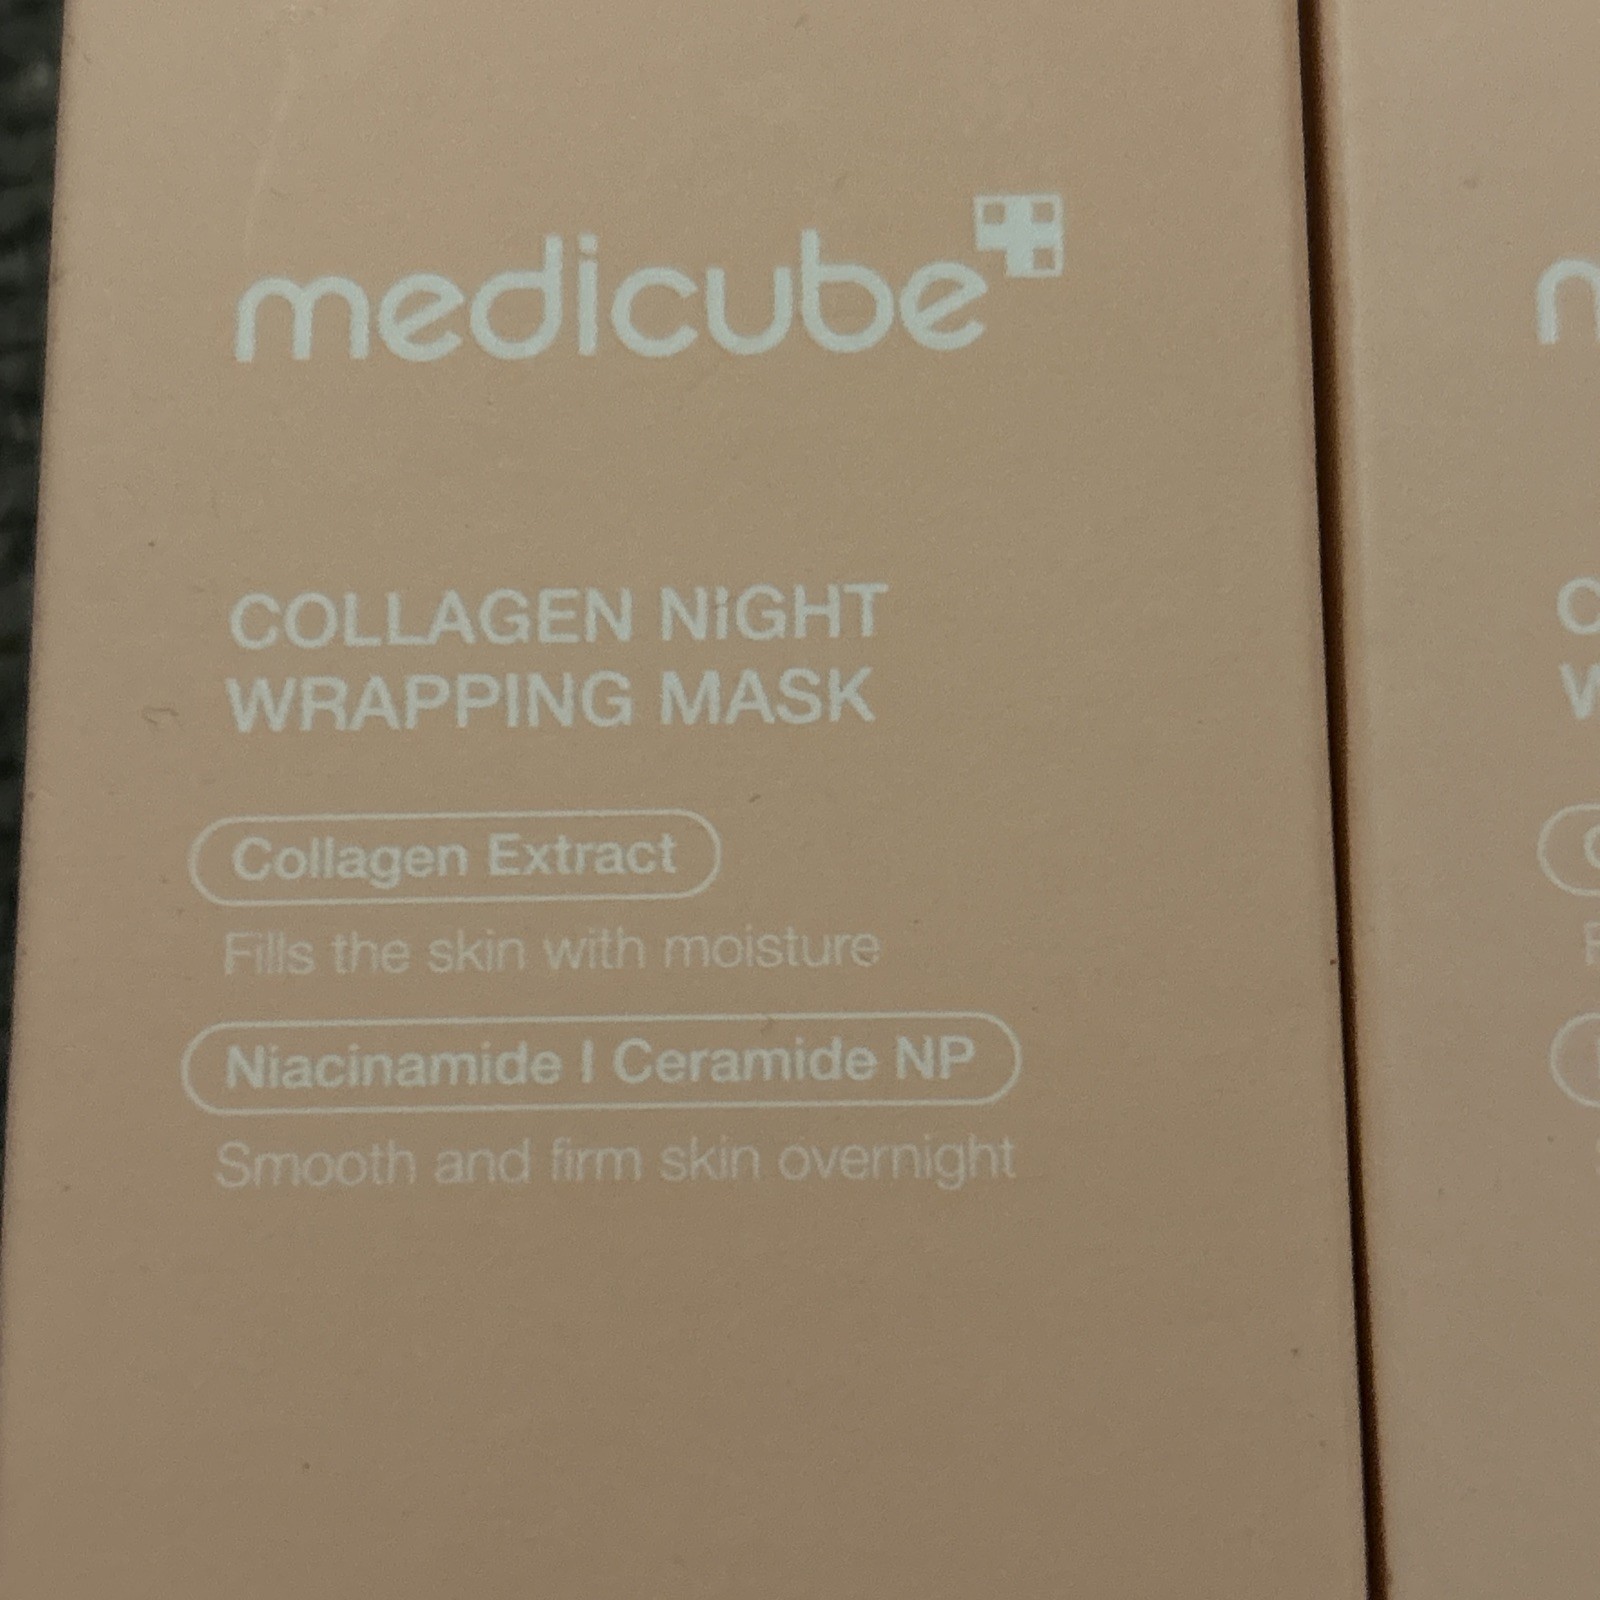 medicube
COLLAGEN NiGHT
WRAPPING MASK
Collagen Extract
Fills the skin with moisture
Niacinamide | Ceramide NP
Smooth and firm skin overnight